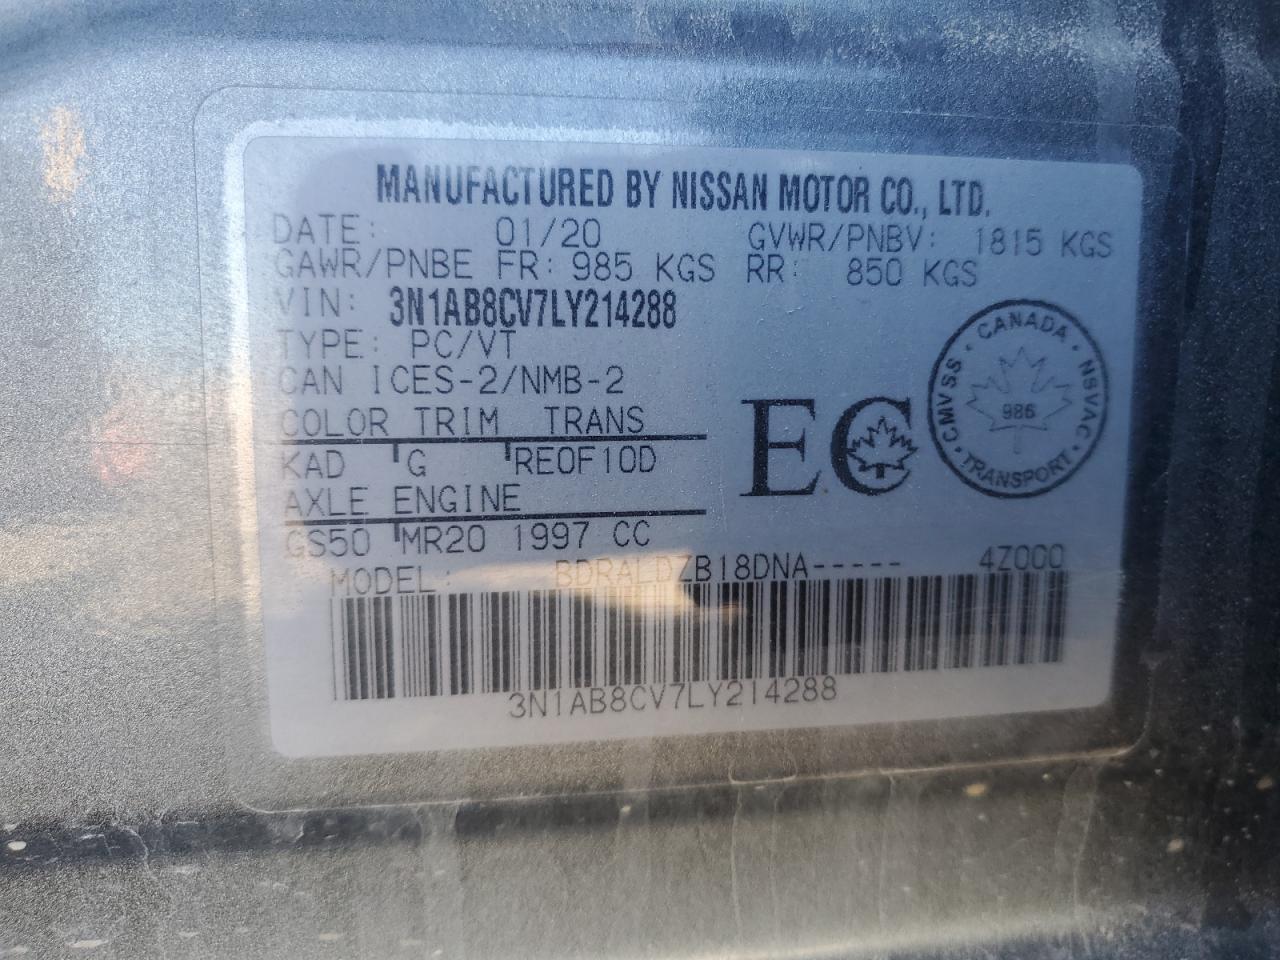 MANUFACTURED BY NISSAN MOTOR CO., LTD.
DATE: 01/20 GVWR/PNBV: 1815 KGS
GAWR/PNBE FR: 985 KGS RR: 850 KGS
VIN: 3N1AB8CV7LY214288
TYPE: PC/VT
CAN ICES-2/NMB-2
COLOR TRIM TRANS
KAD G RE0F10D
AXLE ENGINE
GS50 MR20 1997 CC
MODEL: BDRALDZB18DNA----- 4Z000
3N1AB8CV7LY214288
EC
CANADA · NSVAC · TRANSPORT · CMVSS ·
986